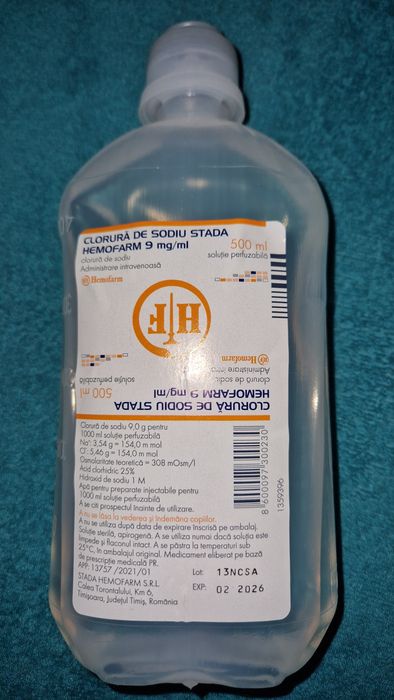 CLORURĂ DE SODIU STADA
HEMOFARM 9 mg/ml
500 ml
clorură de sodiu
soluție perfuzabilă
Administrare intravenoasă
Hemofarm
HF
Hemofarm
Administrare intra
clorură de sodiu
soluție perfuzabilă
500 ml
HEMOFARM 9 mg/ml
CLORURĂ DE SODIU STADA
Clorură de sodiu 9,0 g pentru
1000 ml soluție perfuzabilă
Na⁺: 3,54 g = 154,0 mmol
Cl⁻: 5,46 g = 154,0 mmol
Osmolaritate teoretică = 308 mOsm/l
Acid clorhidric 25%
Hidroxid de sodiu 1 M
Apă pentru preparate injectabile pentru
1000 ml soluție perfuzabilă
A se citi prospectul înainte de utilizare.
A nu se lăsa la vederea și îndemâna copiilor.
A nu se utiliza după data de expirare înscrisă pe ambalaj.
Soluție sterilă, apirogenă. A se utiliza numai dacă soluția este
limpede și flaconul intact. A se păstra la temperaturi sub
25°C, în ambalajul original. Medicament eliberat pe bază
de prescripție medicală PR.
APP: 13757 /2021/01
STADA HEMOFARM S.R.L.
Calea Torontalului, Km 6,
Timișoara, Județul Timiș, România
Lot: 13NCSA
EXP: 02 2026
8 600097 300230
1359396